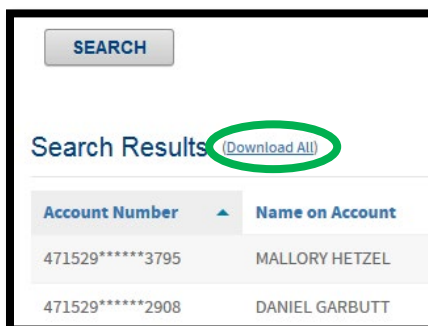 SEARCH
Search Results (Download All)
Account Number ▲ Name on Account
471529******3795 MALLORY HETZEL
471529******2908 DANIEL GARBUTT